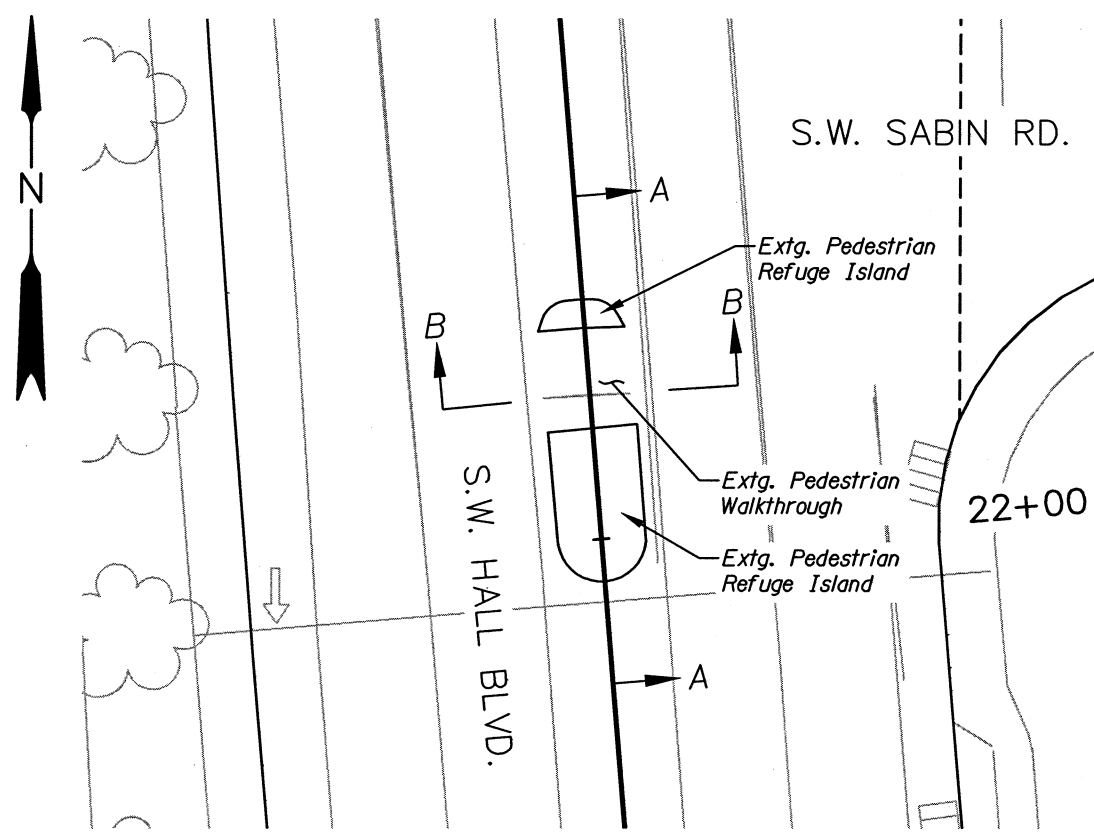 N
S.W. SABIN RD.
A
Extg. Pedestrian
Refuge Island
B
B
Extg. Pedestrian
Walkthrough
22+00
Extg. Pedestrian
Refuge Island
S.W. HALL BLVD.
A